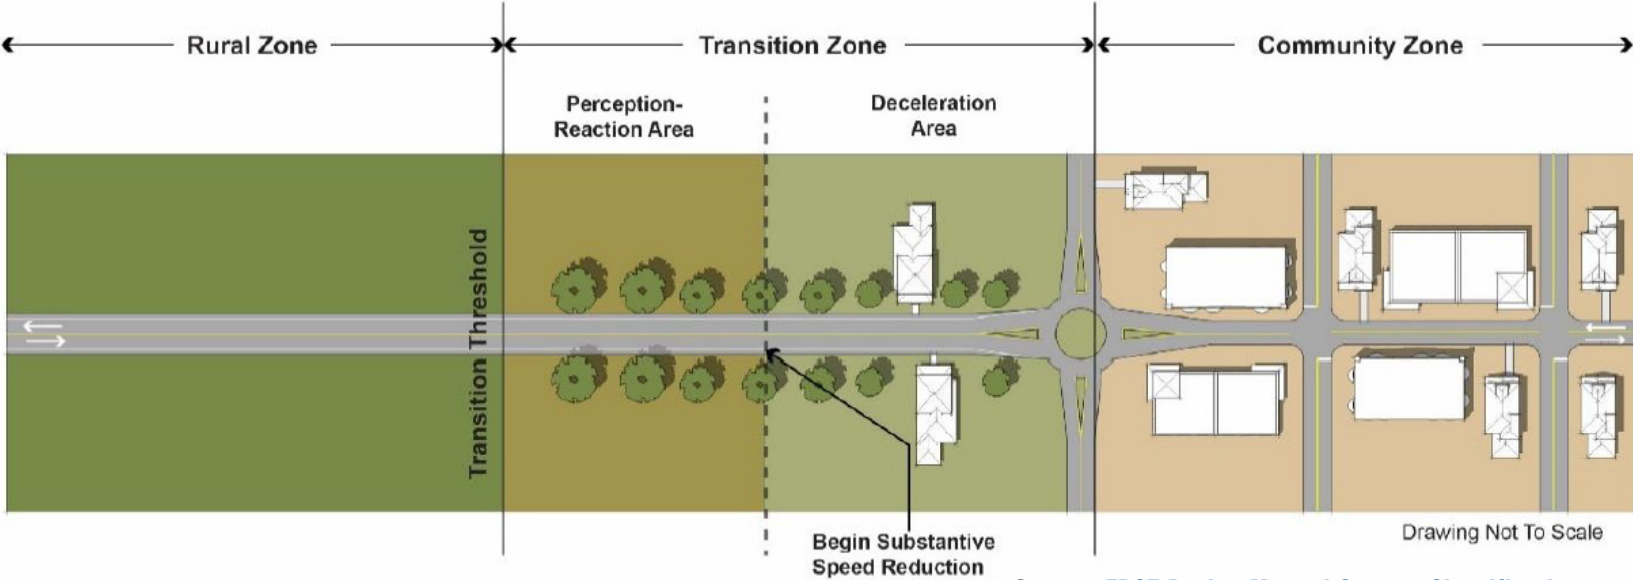 Rural Zone
Transition Zone
Community Zone
Perception-
Reaction Area
Deceleration
Area
Transition Threshold
Begin Substantive
Speed Reduction
Drawing Not To Scale